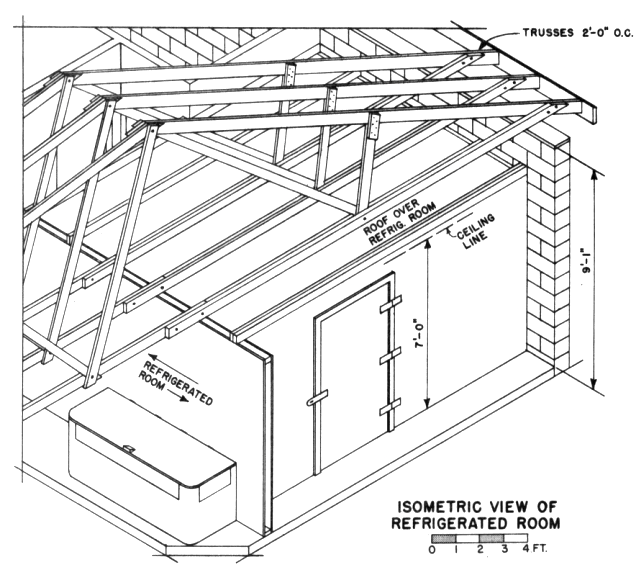 TRUSSES 2'-0" O.C.
ROOF OVER
REFRIG. ROOM
CEILING
LINE
9'-1"
7'-0"
REFRIGERATED
ROOM
ISOMETRIC VIEW OF
REFRIGERATED ROOM
0 1 2 3 4 FT.